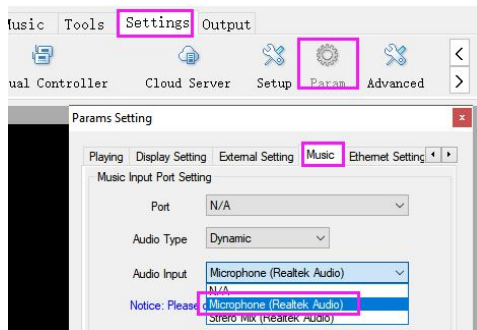 Music Tools Settings Output
ual Controller Cloud Server Setup Param Advanced
Params Setting
Playing Display Setting External Setting Music Ethernet Setting
Music Input Port Setting
Port N/A
Audio Type Dynamic
Audio Input Microphone (Realtek Audio)
N/A
Notice: Please Microphone (Realtek Audio)
Strero Mix (Realtek Audio)